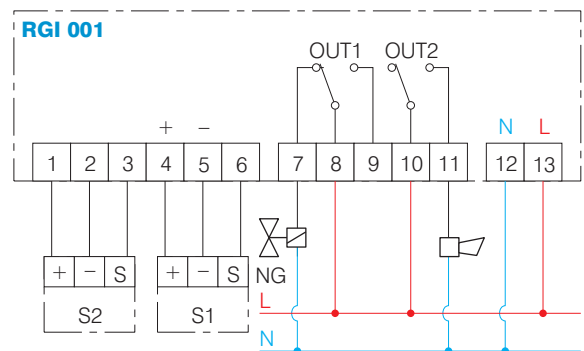 RGI 001
OUT1 OUT2
+ − N L
1 2 3 4 5 6 7 8 9 10 11 12 13
+ − S + − S NG
S2 S1 L
N